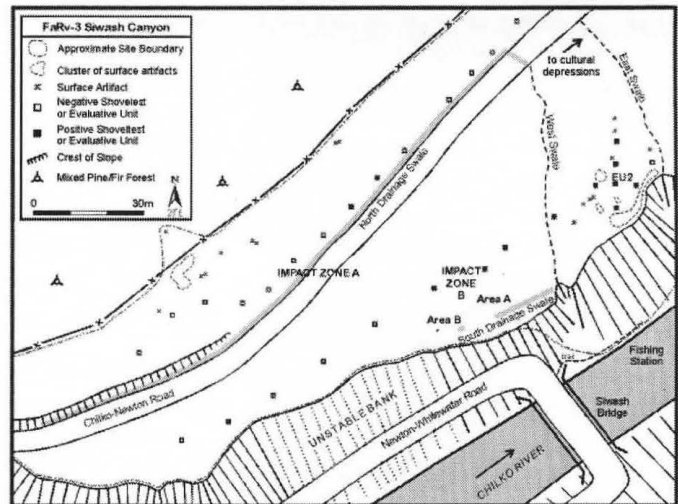 FaRv-3 Siwash Canyon
Approximate Site Boundary
Cluster of surface artifacts
Surface Artifact
Negative Shoveltest
or Evaluative Unit
Positive Shoveltest
or Evaluative Unit
Crest of Slope
Mixed Pine/Fir Forest
N
0 30m
to cultural
depressions
East Swale
West Swale
EU2
North Drainage Swale
IMPACT ZONE A
IMPACT
ZONE
B
Area A
Area B
South Drainage Swale
Chilko-Newton Road
UNSTABLE BANK
Newton-Whitewater Road
Fishing
Station
Siwash
Bridge
CHILKO RIVER